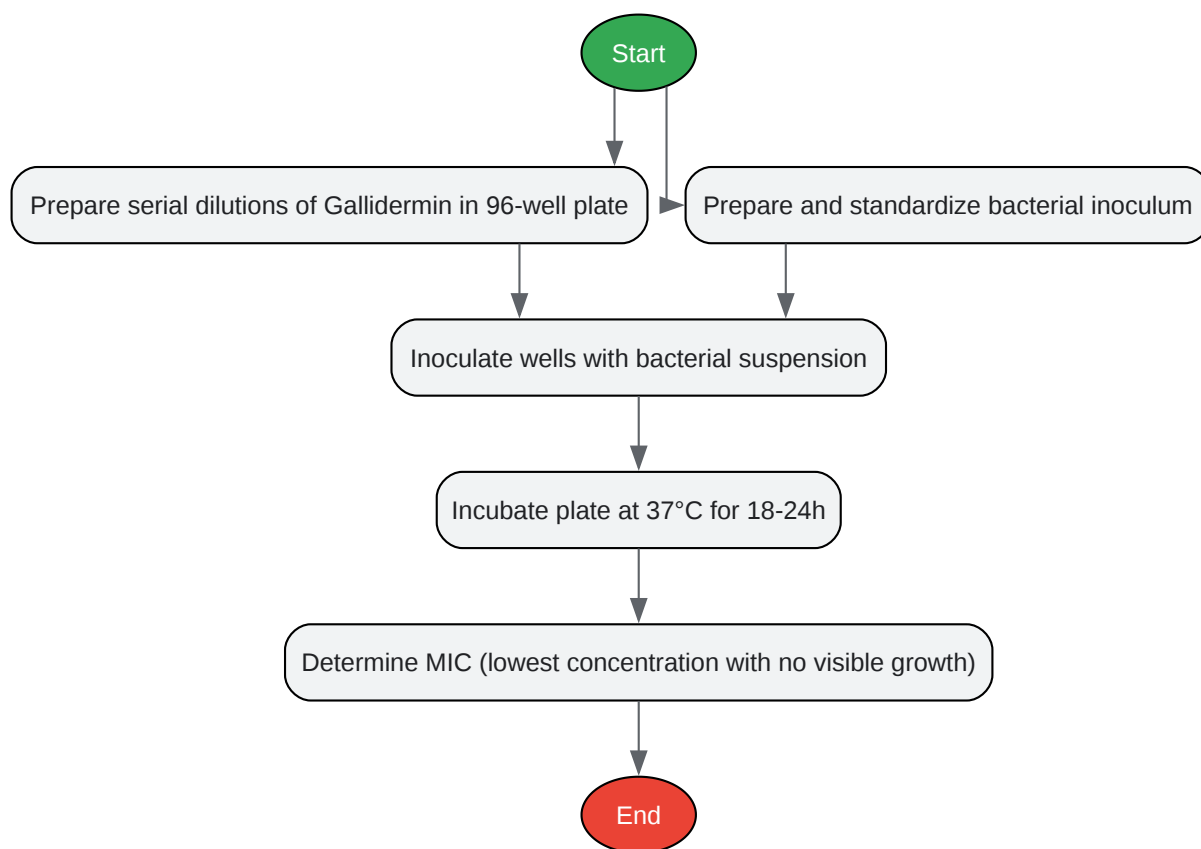 Start
Prepare serial dilutions of Gallidermin in 96-well plate
Prepare and standardize bacterial inoculum
Inoculate wells with bacterial suspension
Incubate plate at 37°C for 18-24h
Determine MIC (lowest concentration with no visible growth)
End